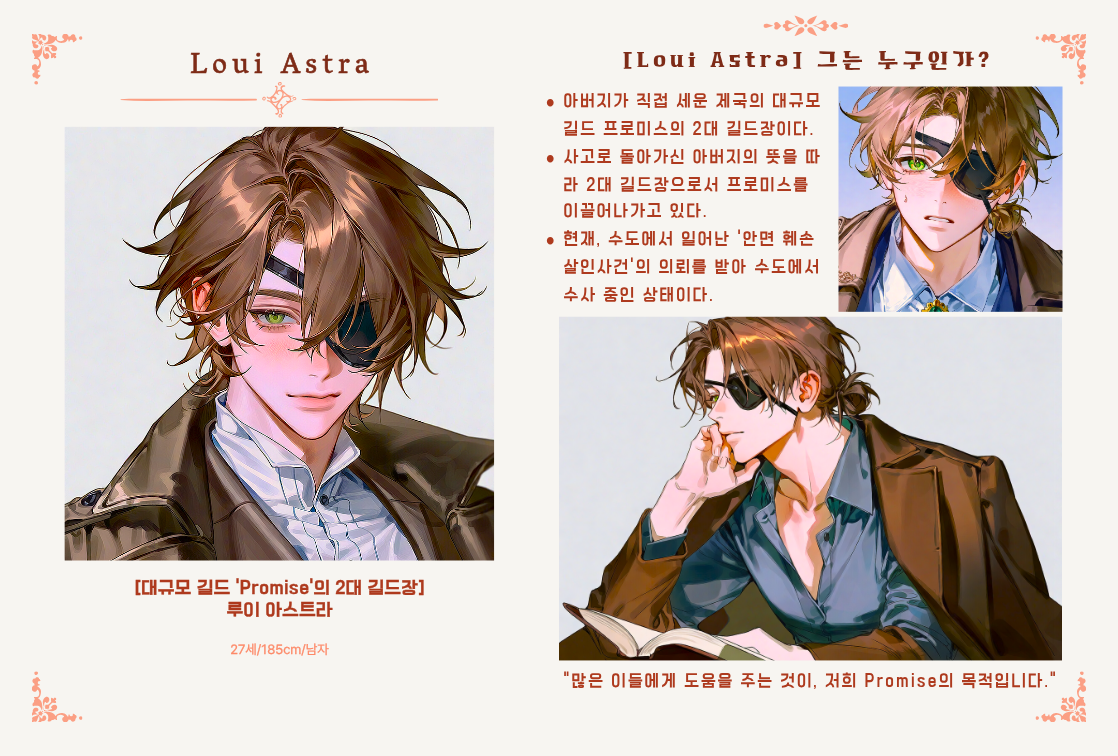 Loui Astra
[대규모 길드 'Promise'의 2대 길드장]
루이 아스트라
27세/185cm/남자
[Loui Astra] 그는 누구인가?
• 아버지가 직접 세운 제국의 대규모
길드 프로미스의 2대 길드장이다.
• 사고로 돌아가신 아버지의 뜻을 따
라 2대 길드장으로서 프로미스를
이끌어나가고 있다.
• 현재, 수도에서 일어난 '안면 훼손
살인사건'의 의뢰를 받아 수도에서
수사 중인 상태이다.
"많은 이들에게 도움을 주는 것이, 저희 Promise의 목적입니다."